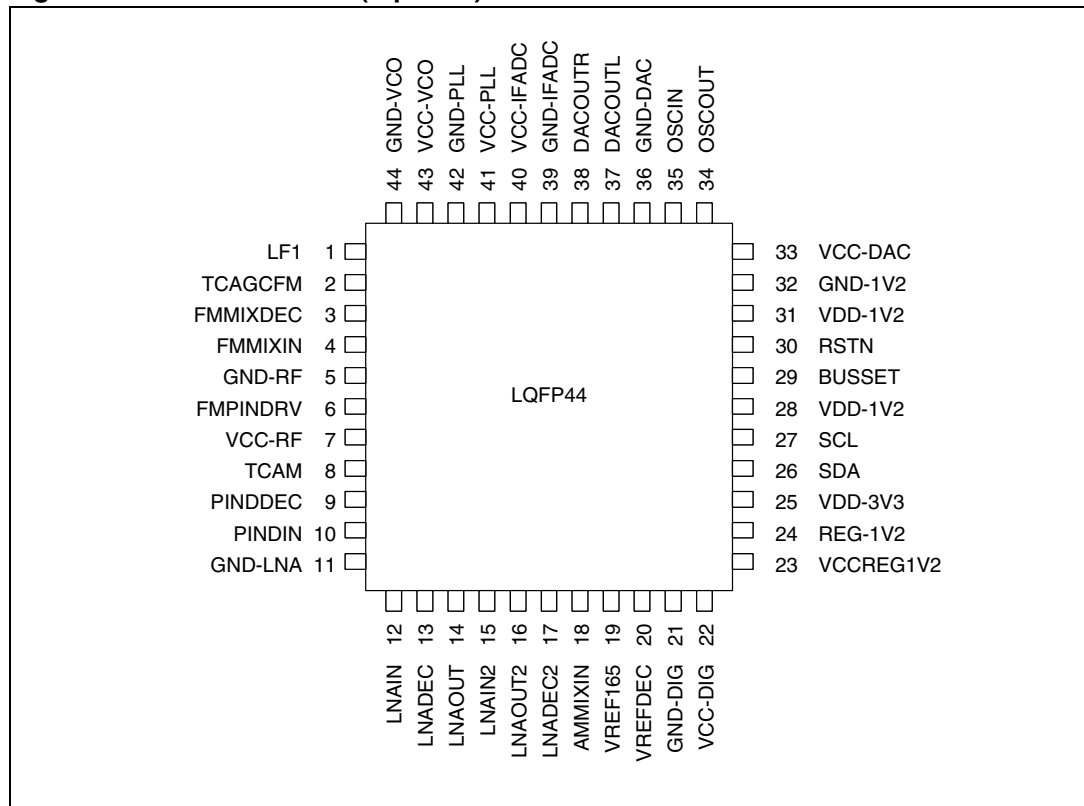 GND-VCO
VCC-VCO
GND-PLL
VCC-PLL
VCC-IFADC
GND-IFADC
DACOUTR
DACOUTL
GND-DAC
OSCIN
OSCOUT
44 43 42 41 40 39 38 37 36 35 34
LF1 1
TCAGCFM 2
FMMIXDEC 3
FMMIXIN 4
GND-RF 5
FMPINDRV 6
VCC-RF 7
TCAM 8
PINDDEC 9
PINDIN 10
GND-LNA 11
LQFP44
33 VCC-DAC
32 GND-1V2
31 VDD-1V2
30 RSTN
29 BUSSET
28 VDD-1V2
27 SCL
26 SDA
25 VDD-3V3
24 REG-1V2
23 VCCREG1V2
12 13 14 15 16 17 18 19 20 21 22
LNAIN
LNADEC
LNAOUT
LNAIN2
LNAOUT2
LNADEC2
AMMIXIN
VREF165
VREFDEC
GND-DIG
VCC-DIG